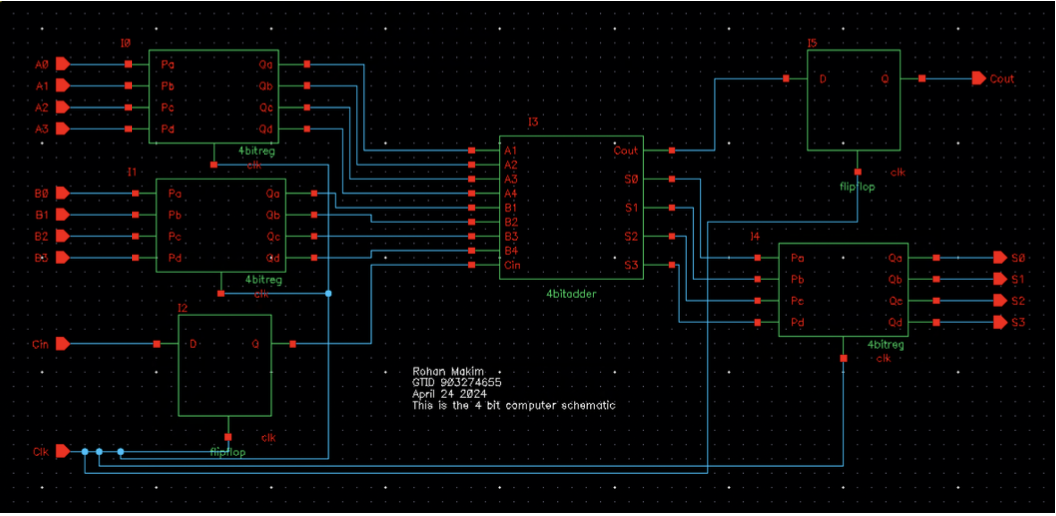 I0
A0 Pa Qa
A1 Pb Qb
A2 Pc Qc
A3 Pd Qd
4bitreg
clk
I1
B0 Pa Qa
B1 Pb Qb
B2 Pc Qc
B3 Pd Qd
4bitreg
clk
I2
Cin D Q
clk
flipflop
Clk
I3
A1 Cout
A2
A3 S0
A4
B1 S1
B2
B3 S2
B4
Cin S3
4bitadder
I5
D Q Cout
clk
flipflop
I4
Pa Qa S0
Pb Qb S1
Pc Qc S2
Pd Qd S3
4bitreg
clk
Rohan Makim
GTID 903274655
April 24 2024
This is the 4 bit computer schematic